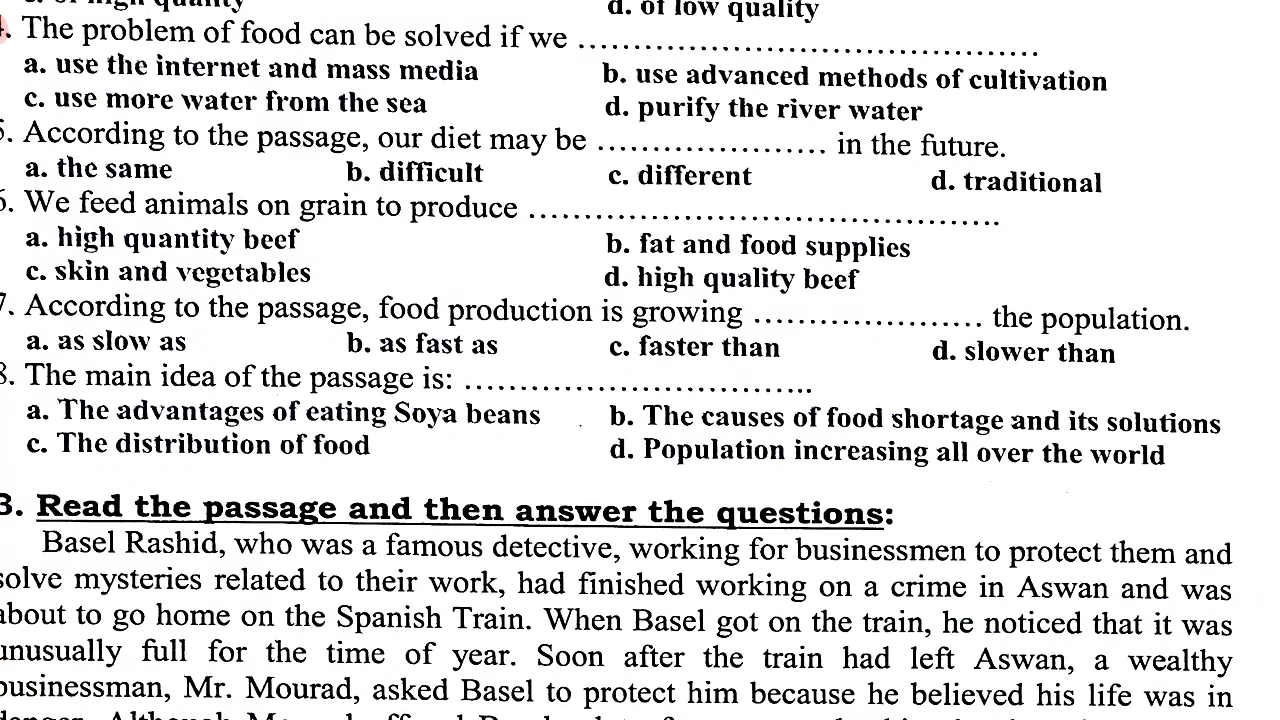 d. of low quality
. The problem of food can be solved if we ........................................
a. use the internet and mass media b. use advanced methods of cultivation
c. use more water from the sea d. purify the river water
5. According to the passage, our diet may be .................... in the future.
a. the same b. difficult c. different d. traditional
6. We feed animals on grain to produce ........................................
a. high quantity beef b. fat and food supplies
c. skin and vegetables d. high quality beef
7. According to the passage, food production is growing .................... the population.
a. as slow as b. as fast as c. faster than d. slower than
8. The main idea of the passage is: ..............................
a. The advantages of eating Soya beans b. The causes of food shortage and its solutions
c. The distribution of food d. Population increasing all over the world
3. Read the passage and then answer the questions:
Basel Rashid, who was a famous detective, working for businessmen to protect them and
solve mysteries related to their work, had finished working on a crime in Aswan and was
about to go home on the Spanish Train. When Basel got on the train, he noticed that it was
unusually full for the time of year. Soon after the train had left Aswan, a wealthy
businessman, Mr. Mourad, asked Basel to protect him because he believed his life was in